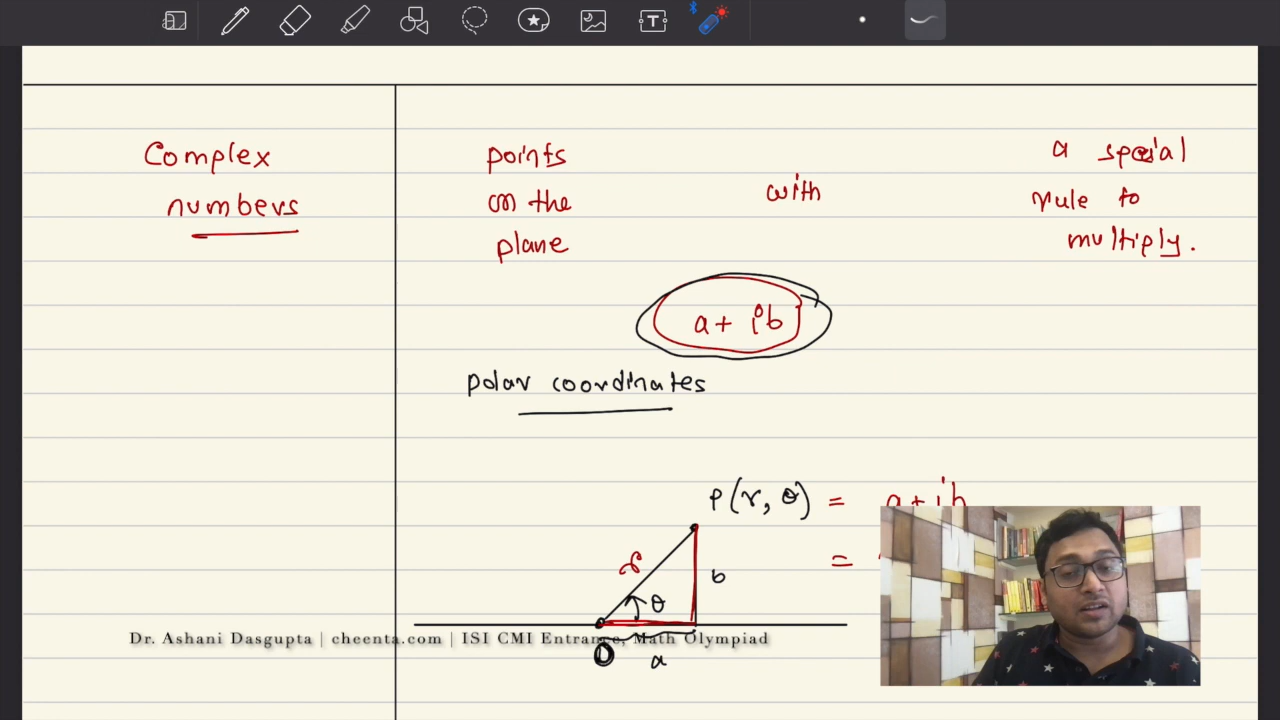 Complex
numbers
points
on the
plane
with
a special
rule to
multiply.
a + ib
polar coordinates
P(r, θ) = a + ib
=
r
θ
b
O
a
Dr. Ashani Dasgupta | cheenta.com | ISI CMI Entrance, Math Olympiad